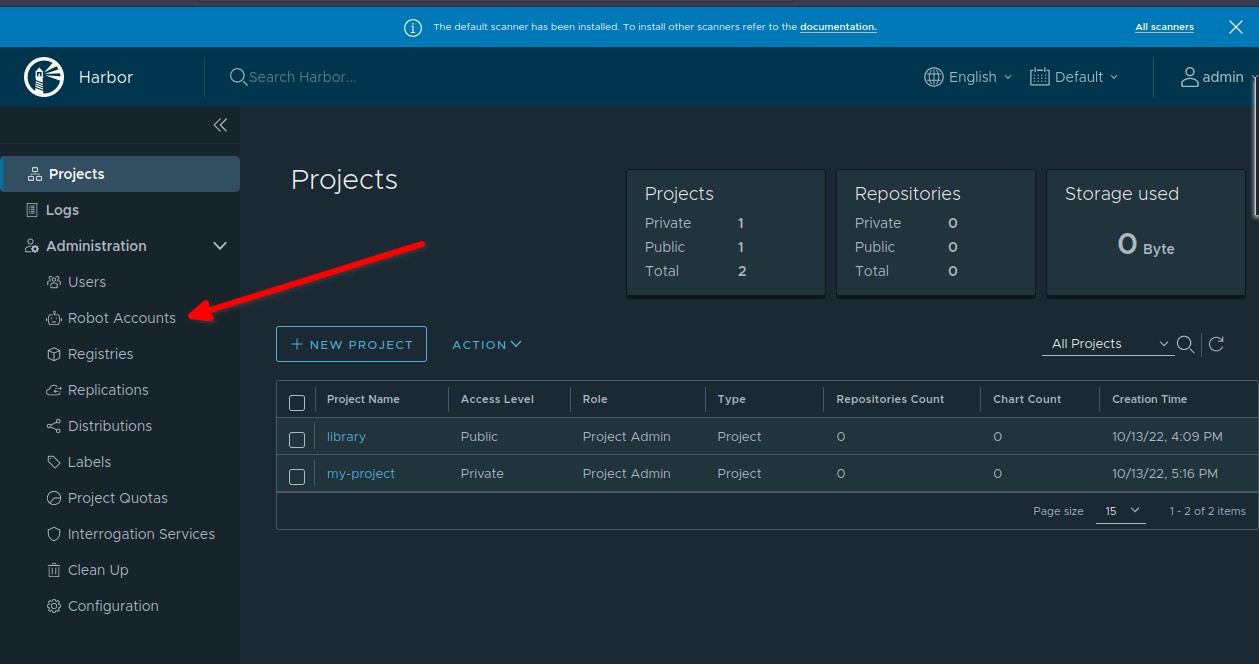 The default scanner has been installed. To install other scanners refer to the documentation. All scanners
Harbor Search Harbor... English Default admin
Projects
Logs
Administration
Users
Robot Accounts
Registries
Replications
Distributions
Labels
Project Quotas
Interrogation Services
Clean Up
Configuration
Projects
Projects
Private 1
Public 1
Total 2
Repositories
Private 0
Public 0
Total 0
Storage used
0 Byte
+ NEW PROJECT ACTION All Projects
Project Name Access Level Role Type Repositories Count Chart Count Creation Time
library Public Project Admin Project 0 0 10/13/22, 4:09 PM
my-project Private Project Admin Project 0 0 10/13/22, 5:16 PM
Page size 15 1 - 2 of 2 items